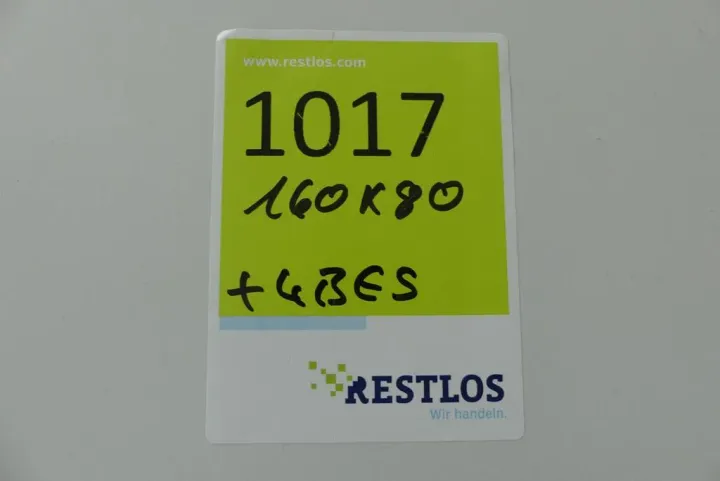 www.restlos.com
1017
160x80
+4BES
RESTLOS
Wir handeln.